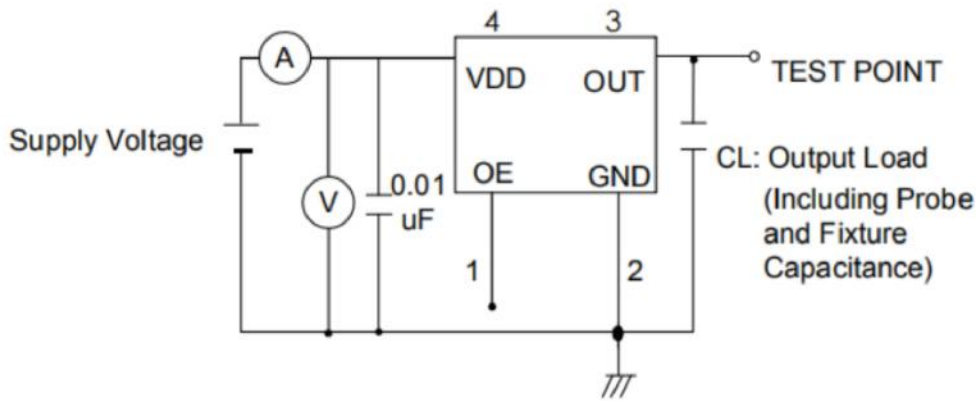 4 3
A
VDD OUT
TEST POINT
Supply Voltage
CL: Output Load
(Including Probe
and Fixture
Capacitance)
OE GND
V
0.01
uF
1 2